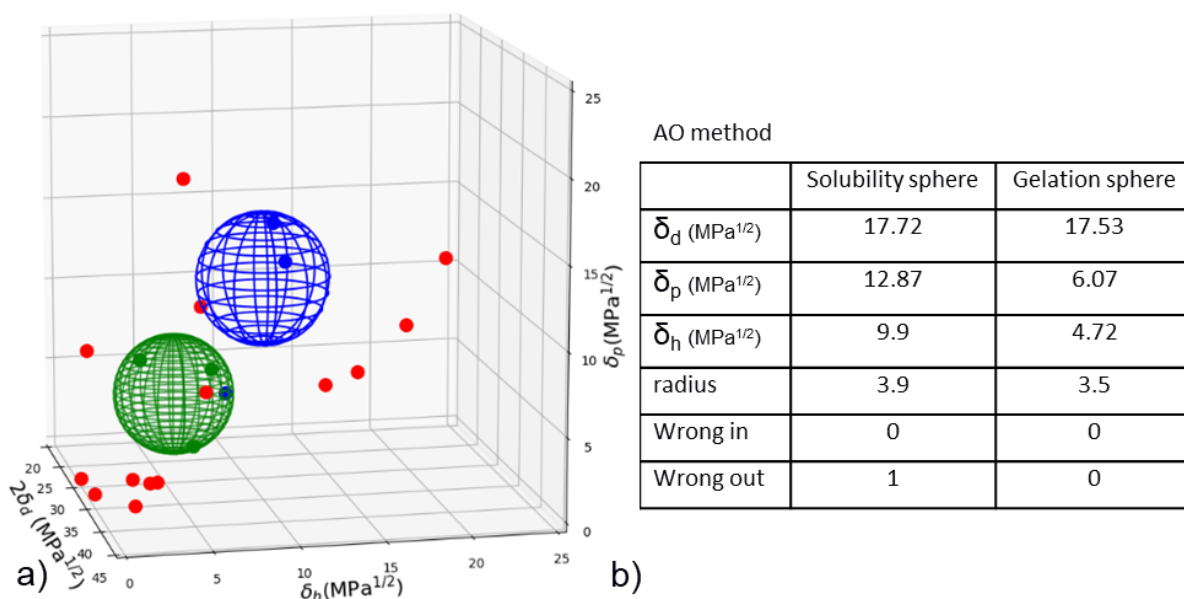 25
20
15
10
5
0
δp(MPa1/2)
20
25
30
35
40
45
2δd (MPa1/2)
0
5
10
15
20
25
δh(MPa1/2)
a)
AO method
Solubility sphere Gelation sphere
δd (MPa1/2) 17.72 17.53
δp (MPa1/2) 12.87 6.07
δh (MPa1/2) 9.9 4.72
radius 3.9 3.5
Wrong in 0 0
Wrong out 1 0
b)